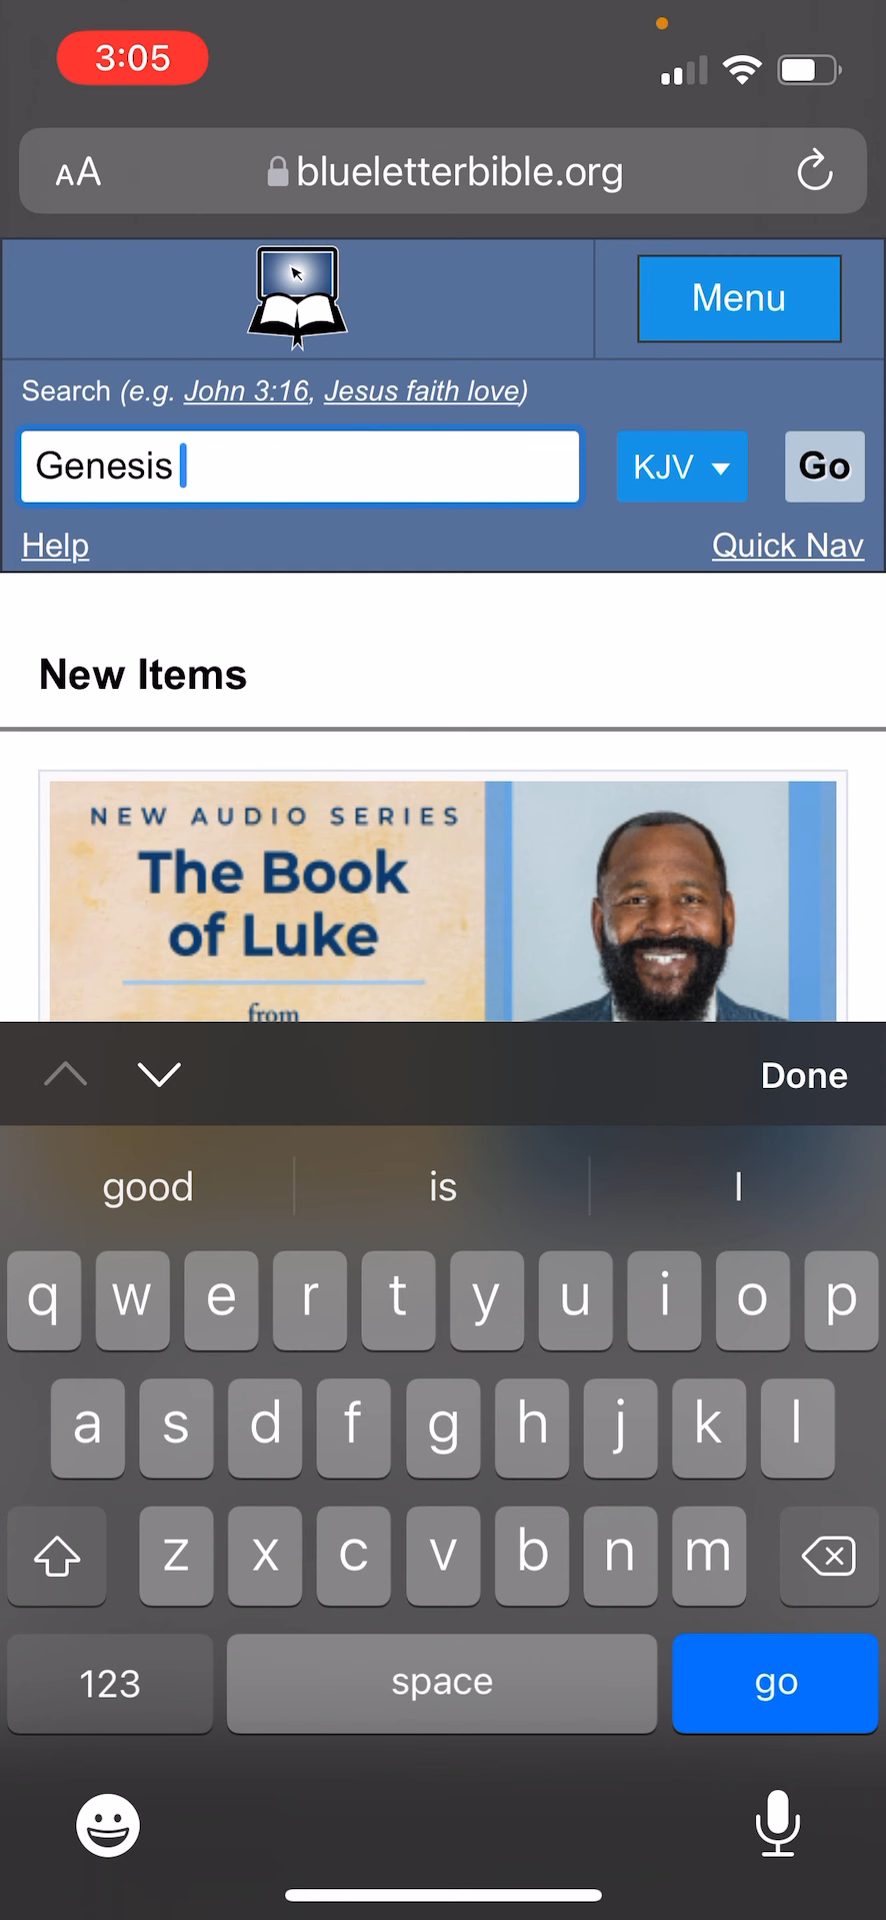 3:05
AA blueletterbible.org
Menu
Search (e.g. John 3:16, Jesus faith love)
Genesis KJV Go
Help Quick Nav
New Items
NEW AUDIO SERIES
The Book
of Luke
from
Done
good is I
q w e r t y u i o p
a s d f g h j k l
z x c v b n m
123 space go